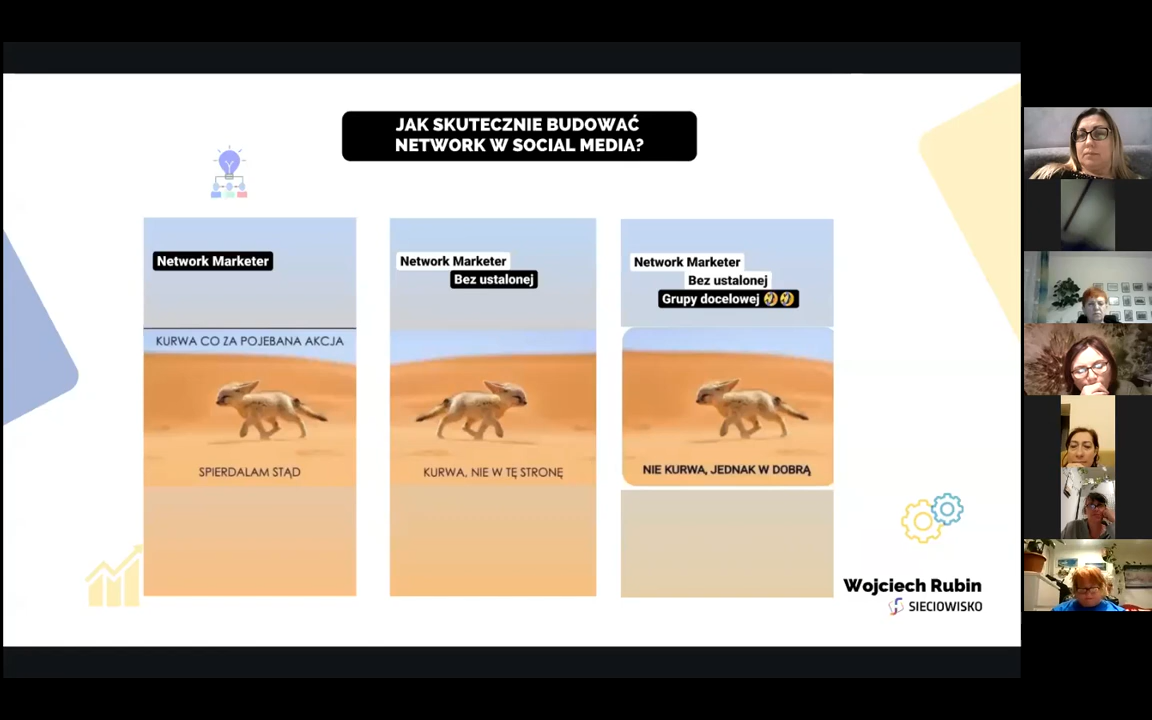 JAK SKUTECZNIE BUDOWAĆ
NETWORK W SOCIAL MEDIA?
Network Marketer
KURWA CO ZA POJEBANA AKCJA
SPIERDALAM STĄD
Network Marketer
Bez ustalonej
KURWA, NIE W TĘ STRONĘ
Network Marketer
Bez ustalonej
Grupy docelowej 🤣🤣
NIE KURWA, JEDNAK W DOBRĄ
Wojciech Rubin
SIECIOWISKO